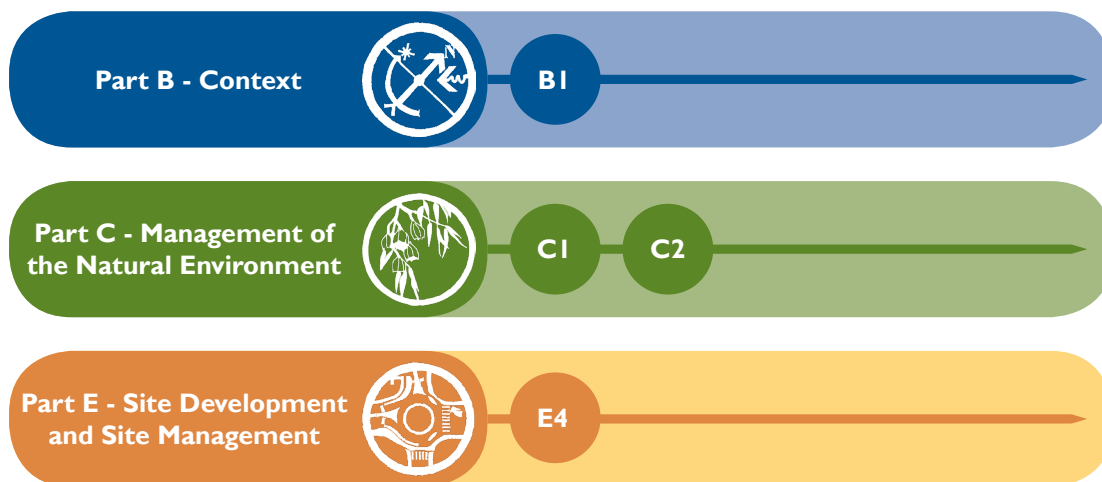 Part B - Context
B1
Part C - Management of
the Natural Environment
C1
C2
Part E - Site Development
and Site Management
E4
N